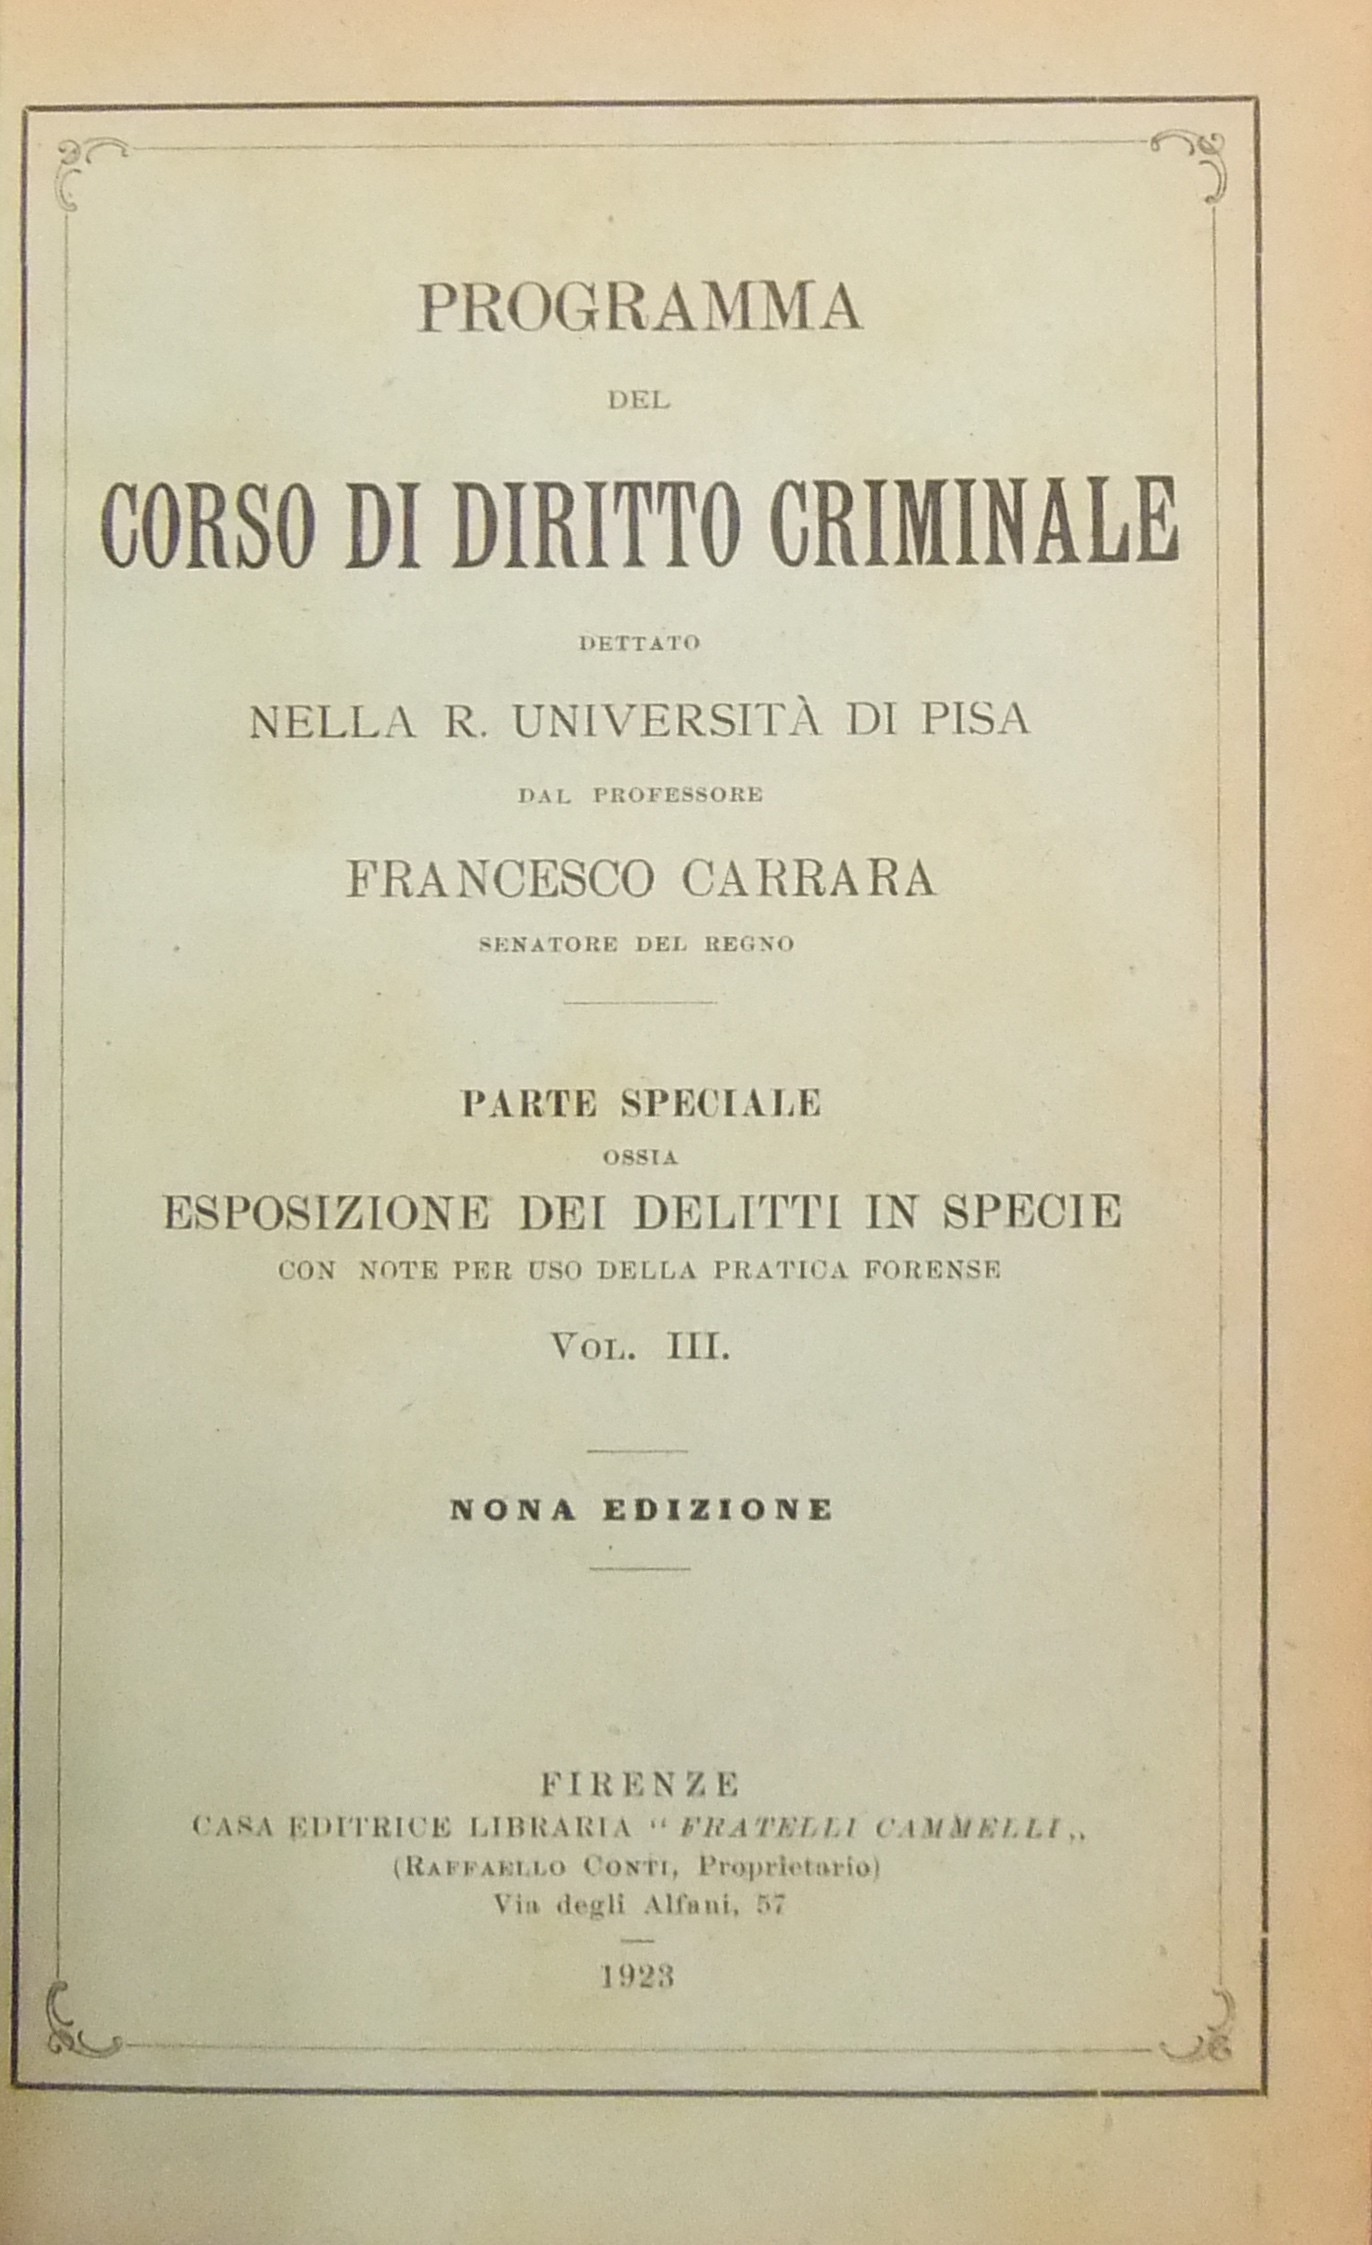 PROGRAMMA
DEL
CORSO DI DIRITTO CRIMINALE
DETTATO
NELLA R. UNIVERSITÀ DI PISA
DAL PROFESSORE
FRANCESCO CARRARA
SENATORE DEL REGNO
PARTE SPECIALE
OSSIA
ESPOSIZIONE DEI DELITTI IN SPECIE
CON NOTE PER USO DELLA PRATICA FORENSE
VOL. III.
NONA EDIZIONE
FIRENZE
CASA EDITRICE LIBRARIA “ FRATELLI CAMMELLI „
(RAFFAELLO CONTI, Proprietario)
Via degli Alfani, 57
1923